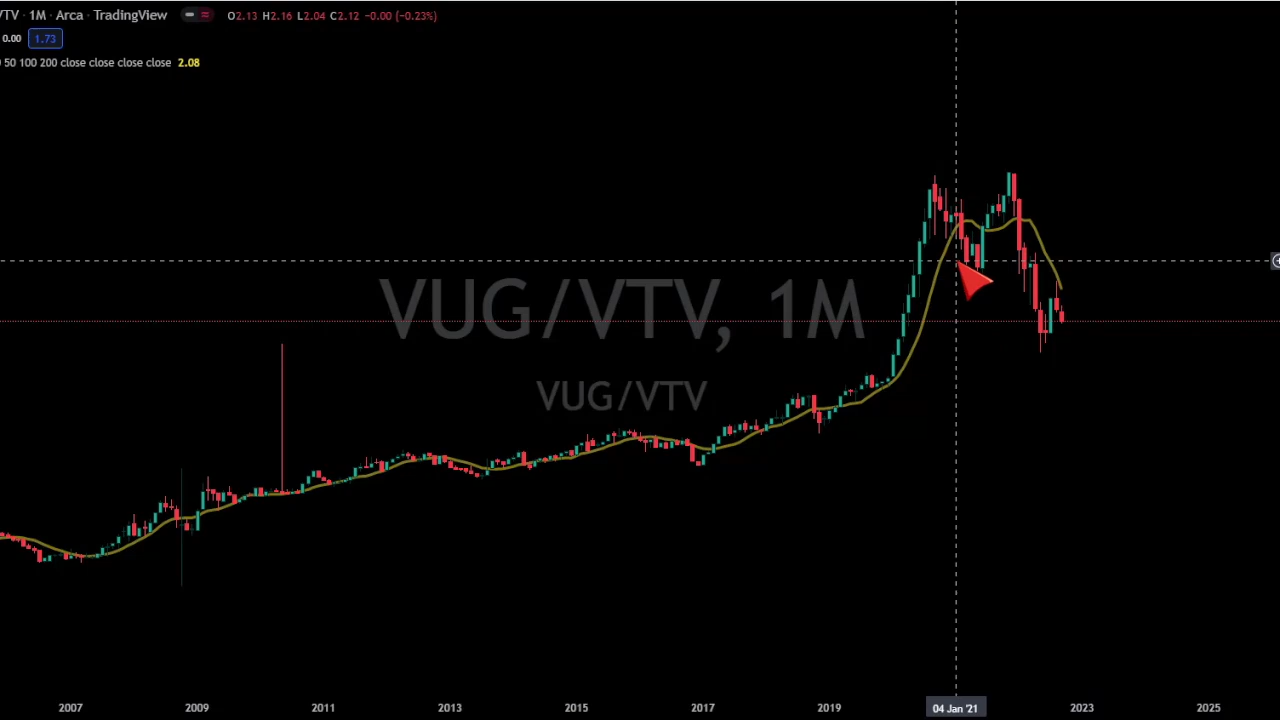 VTV · 1M · Arca · TradingView O2.13 H2.16 L2.04 C2.12 −0.00 (−0.23%)
0.00 1.73
50 100 200 close close close close 2.08
VUG/VTV, 1M
VUG/VTV
2007 2009 2011 2013 2015 2017 2019 04 Jan '21 2023 2025